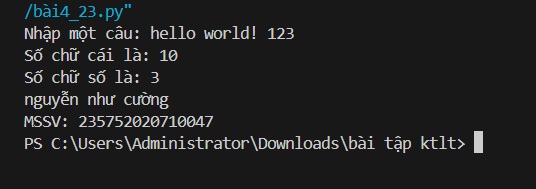 /bài4_23.py"
Nhập một câu: hello world! 123
Số chữ cái là: 10
Số chữ số là: 3
nguyễn như cường
MSSV: 235752020710047
PS C:\Users\Administrator\Downloads\bài tập ktlt>